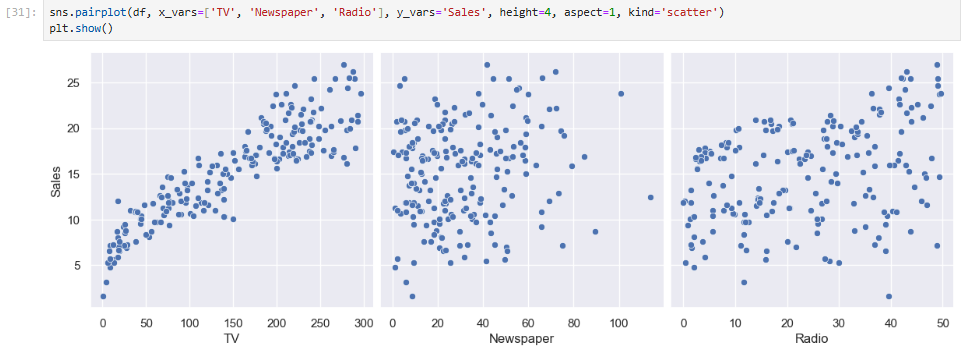 [31]: sns.pairplot(df, x_vars=['TV', 'Newspaper', 'Radio'], y_vars='Sales', height=4, aspect=1, kind='scatter')
plt.show()
25
20
15
10
5
Sales
0 50 100 150 200 250 300
TV
0 20 40 60 80 100
Newspaper
0 10 20 30 40 50
Radio